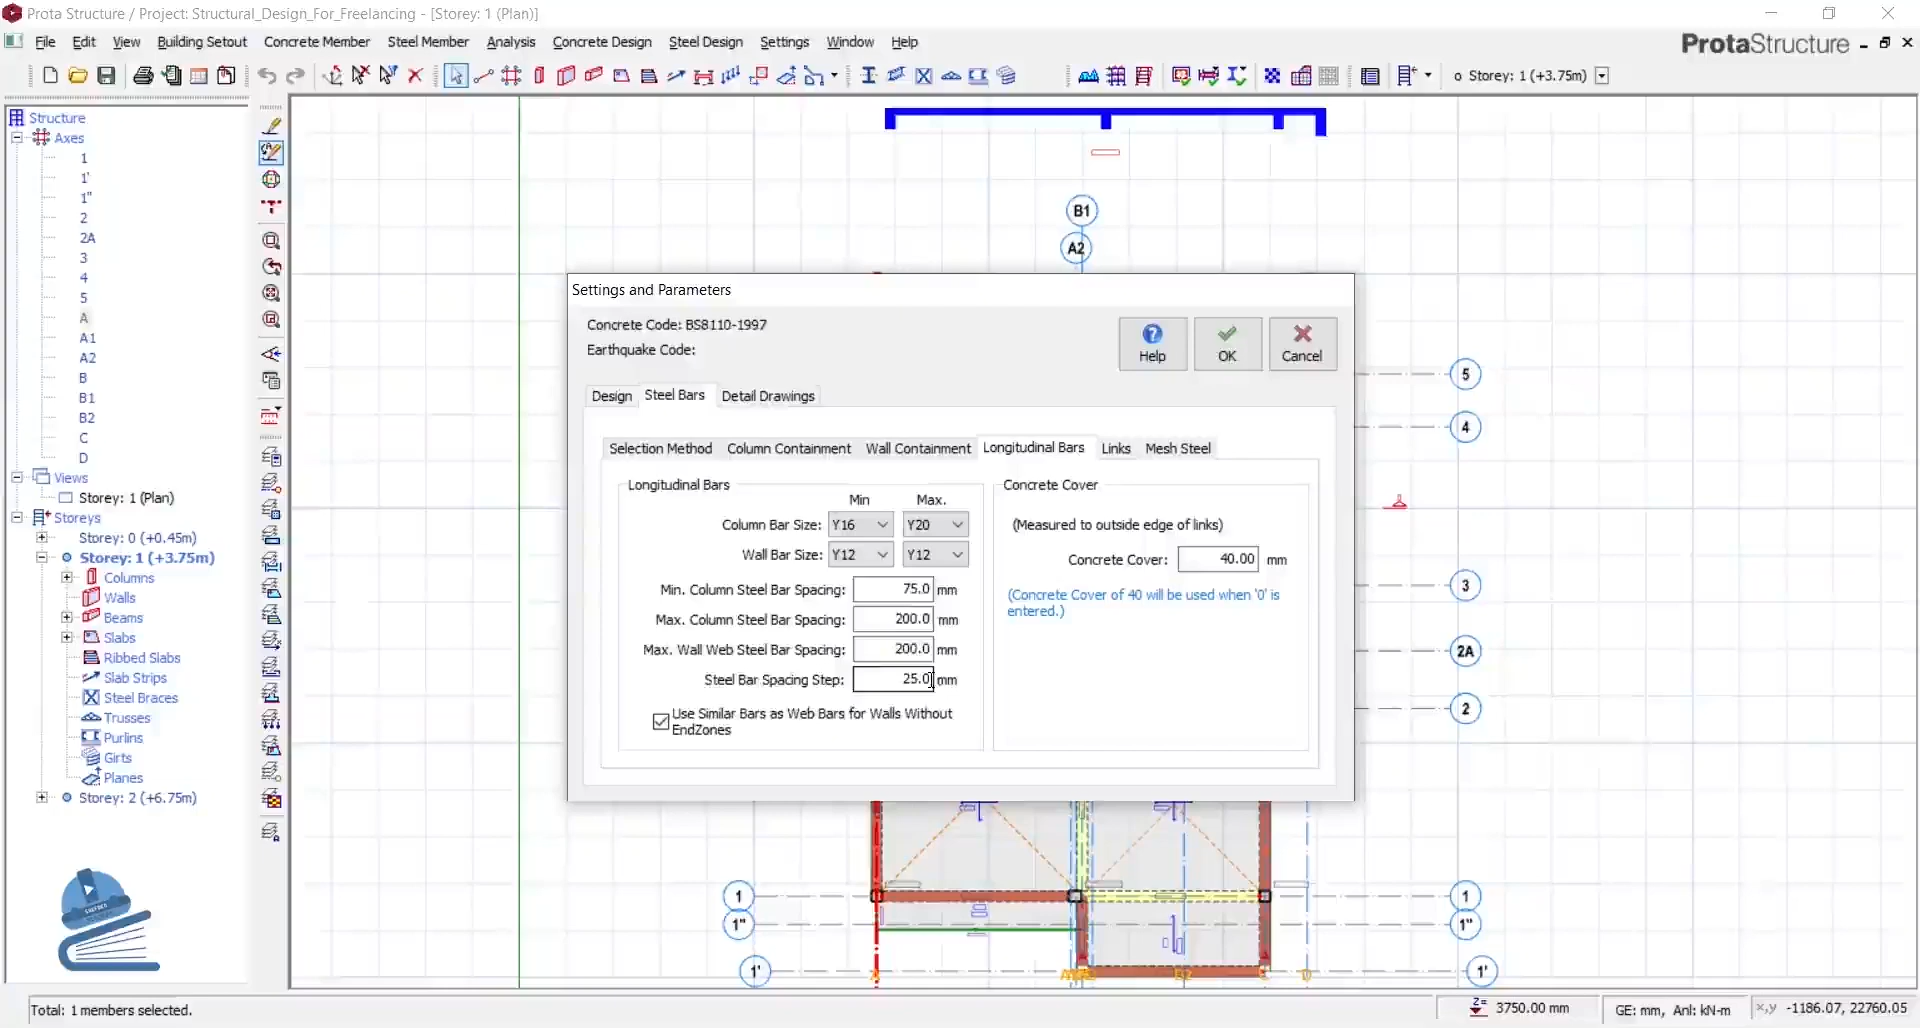 Prota Structure / Project: Structural_Design_For_Freelancing - [Storey: 1 (Plan)]
File Edit View Building Setout Concrete Member Steel Member Analysis Concrete Design Steel Design Settings Window Help
ProtaStructure
o Storey: 1 (+3.75m)
Structure
Axes
1
1'
1"
2
2A
3
4
5
A
A1
A2
B
B1
B2
C
D
Views
Storey: 1 (Plan)
Storeys
Storey: 0 (+0.45m)
Storey: 1 (+3.75m)
Columns
Walls
Beams
Slabs
Ribbed Slabs
Slab Strips
Steel Braces
Trusses
Purlins
Girts
Planes
Storey: 2 (+6.75m)
B1
A2
Settings and Parameters
Concrete Code: BS8110-1997
Earthquake Code:
Help OK Cancel
Design Steel Bars Detail Drawings
Selection Method Column Containment Wall Containment Longitudinal Bars Links Mesh Steel
Longitudinal Bars
Min Max.
Column Bar Size: Y16 Y20
Wall Bar Size: Y12 Y12
Min. Column Steel Bar Spacing: 75.0 mm
Max. Column Steel Bar Spacing: 200.0 mm
Max. Wall Web Steel Bar Spacing: 200.0 mm
Steel Bar Spacing Step: 25.0 mm
Use Similar Bars as Web Bars for Walls Without
EndZones
Concrete Cover
(Measured to outside edge of links)
Concrete Cover: 40.00 mm
(Concrete Cover of 40 will be used when '0' is
entered.)
5
4
3
2A
2
1 1
1" 1"
1' 1'
Total: 1 members selected.
Z= 3750.00 mm
GE: mm, Anl: kN-m
x,y -1186.07, 22760.05